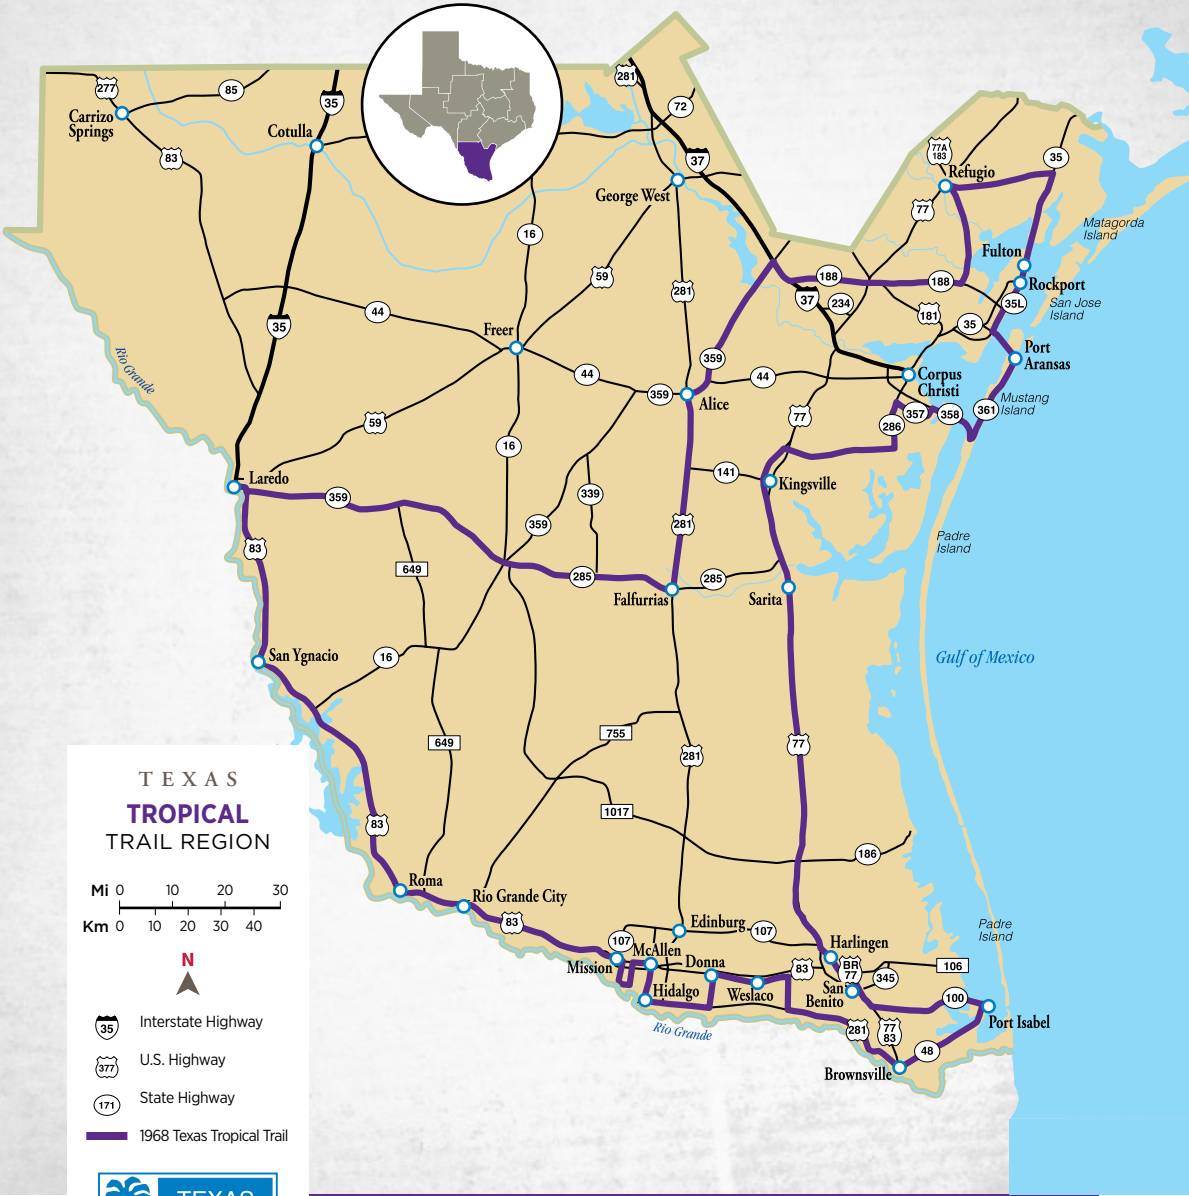 277
85
35
Carrizo
Springs
Cotulla
83
281
72
37
George West
77A
183
35
Refugio
77
Matagorda
Island
16
59
281
Fulton
188
188
Rockport
37
234
35L
San Jose
Island
181
35
44
35
Freer
Rio Grande
Port
Aransas
359
44
359
44
Corpus
Christi
Alice
Mustang
Island
357
358
361
286
77
59
16
141
Laredo
Kingsville
359
339
359
281
Padre
Island
83
649
285
285
Falfurrias
Sarita
San Ygnacio
16
Gulf of Mexico
755
77
649
281
1017
83
186
Roma
Rio Grande City
83
Edinburg
107
107
Padre
Island
McAllen
Harlingen
Mission
Donna
83
BR
77
345
106
Hidalgo
Weslaco
San
Benito
100
Port Isabel
Rio Grande
281
77
83
48
Brownsville
TEXAS
TROPICAL
TRAIL REGION
Mi 0 10 20 30
Km 0 10 20 30 40
N
35 Interstate Highway
377 U.S. Highway
171 State Highway
1968 Texas Tropical Trail
TEXAS